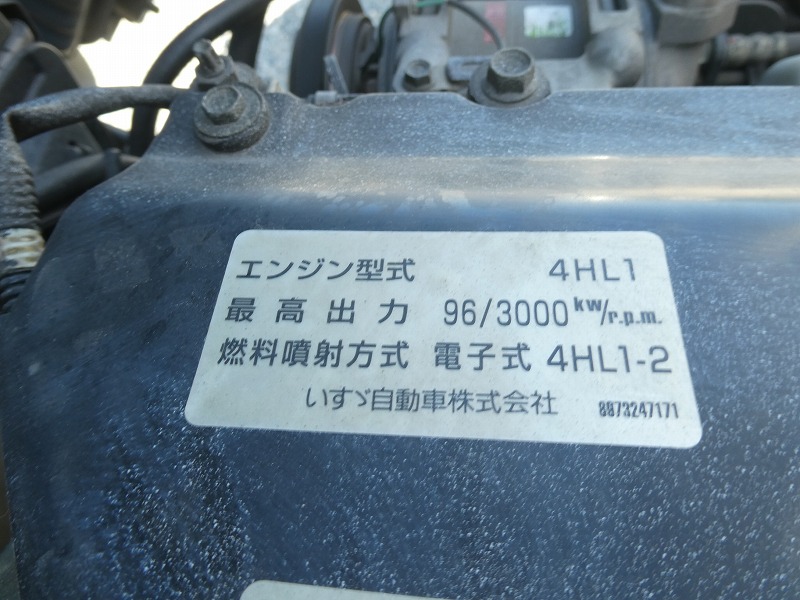 エンジン型式 4HL1
最高出力 96/3000 kW/r.p.m.
燃料噴射方式 電子式 4HL1-2
いすゞ自動車株式会社 8973247171